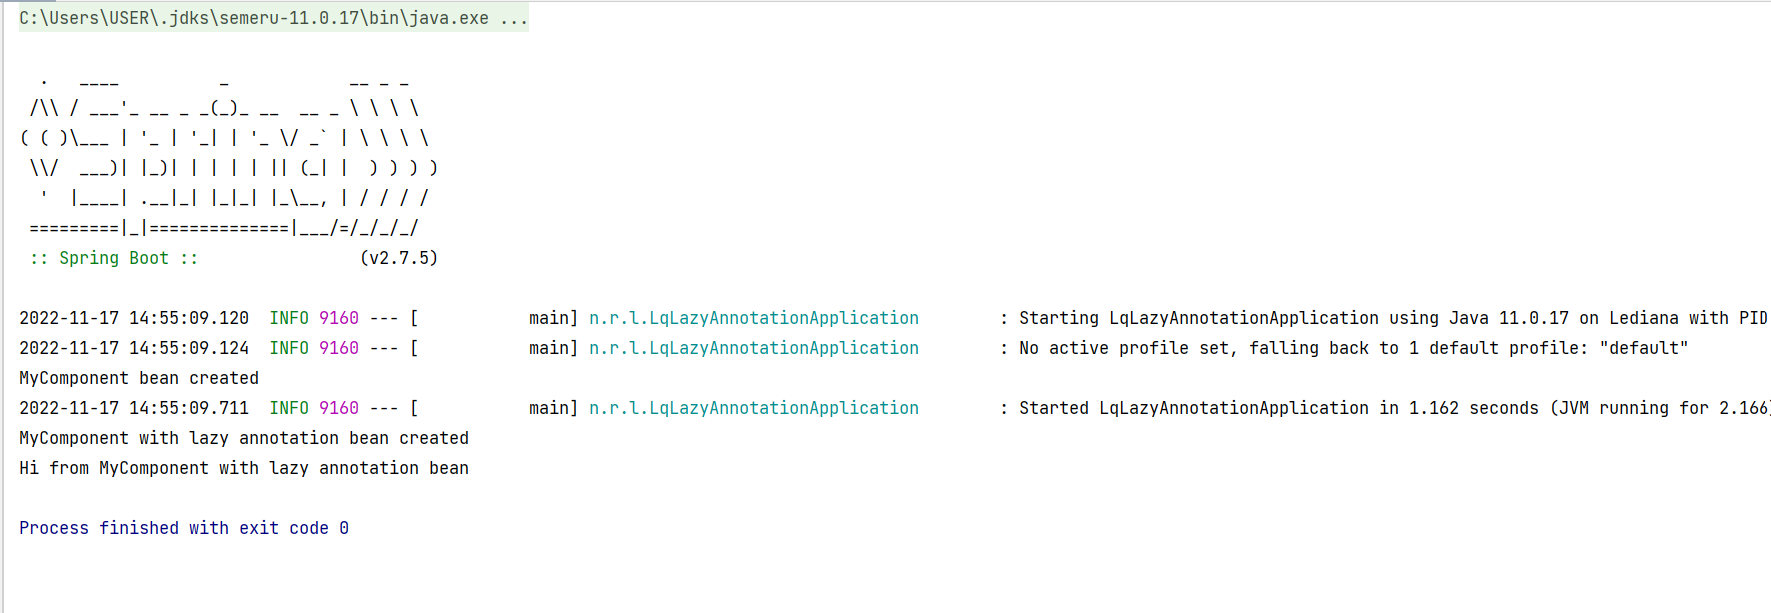 C:\Users\USER\.jdks\semeru-11.0.17\bin\java.exe ...
  .   ____          _            __ _ _
 /\\ / ___'_ __ _ _(_)_ __  __ _ \ \ \ \
( ( )\___ | '_ | '_| | '_ \/ _` | \ \ \ \
 \\/  ___)| |_)| | | | | || (_| |  ) ) ) )
  '  |____| .__|_| |_|_| |_\__, | / / / /
 =========|_|==============|___/=/_/_/_/
 :: Spring Boot ::                (v2.7.5)
2022-11-17 14:55:09.120  INFO 9160 --- [           main] n.r.l.LqLazyAnnotationApplication        : Starting LqLazyAnnotationApplication using Java 11.0.17 on Lediana with PID
2022-11-17 14:55:09.124  INFO 9160 --- [           main] n.r.l.LqLazyAnnotationApplication        : No active profile set, falling back to 1 default profile: "default"
MyComponent bean created
2022-11-17 14:55:09.711  INFO 9160 --- [           main] n.r.l.LqLazyAnnotationApplication        : Started LqLazyAnnotationApplication in 1.162 seconds (JVM running for 2.166)
MyComponent with lazy annotation bean created
Hi from MyComponent with lazy annotation bean
Process finished with exit code 0